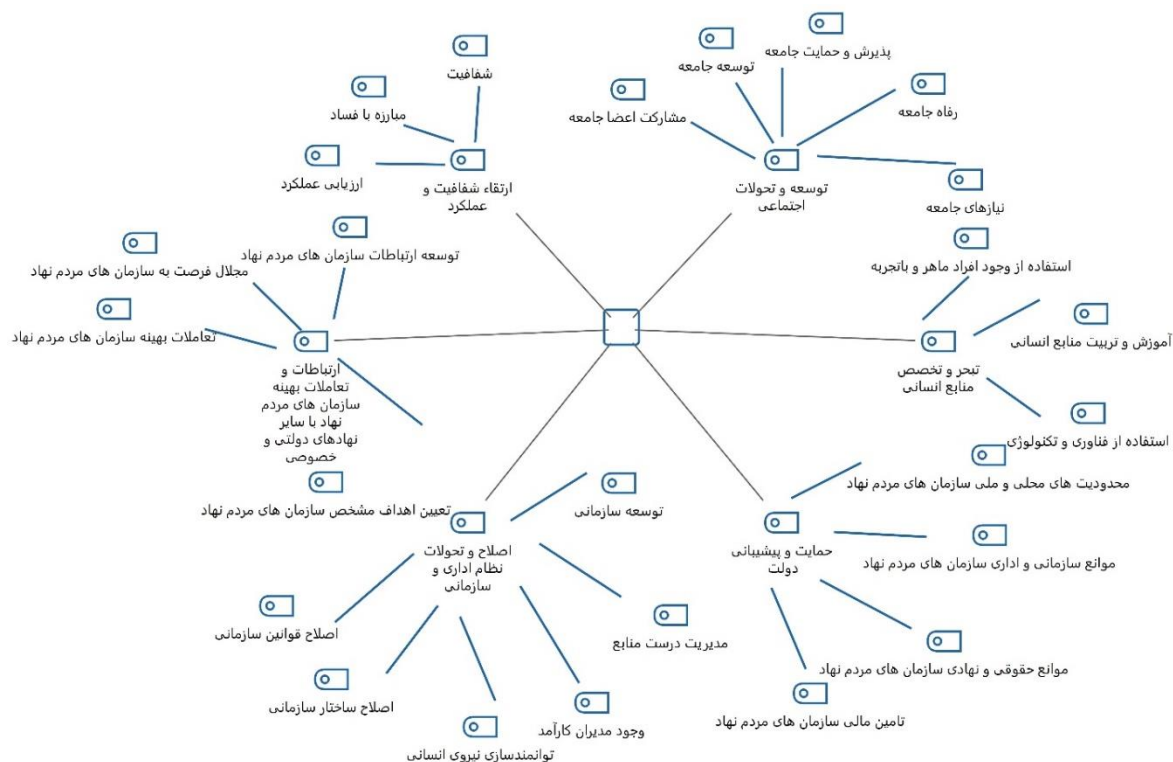 شفافیت
مبارزه با فساد
ارزیابی عملکرد
ارتقاء شفافیت و
عملکرد
پذیرش و حمایت جامعه
توسعه جامعه
مشارکت اعضا جامعه
رفاه جامعه
نیازهای جامعه
توسعه و تحولات
اجتماعی
استفاده از وجود افراد ماهر و باتجربه
آموزش و تربیت منابع انسانی
استفاده از فناوری و تکنولوژی
تبحر و تخصص
منابع انسانی
توسعه ارتباطات سازمان های مردم نهاد
مجلال فرصت به سازمان های مردم نهاد
تعاملات بهینه سازمان های مردم نهاد
ارتباطات و
تعاملات بهینه
سازمان های مردم
نهاد با سایر
نهادهای دولتی و
خصوصی
تعیین اهداف مشخص سازمان های مردم نهاد
توسعه سازمانی
اصلاح و تحولات
نظام اداری و
سازمانی
اصلاح قوانین سازمانی
اصلاح ساختار سازمانی
توانمندسازی نیروی انسانی
وجود مدیران کارآمد
مدیریت درست منابع
محدودیت های محلی و ملی سازمان های مردم نهاد
موانع سازمانی و اداری سازمان های مردم نهاد
حمایت و پیشیبانی
دولت
موانع حقوقی و نهادی سازمان های مردم نهاد
تامین مالی سازمان های مردم نهاد